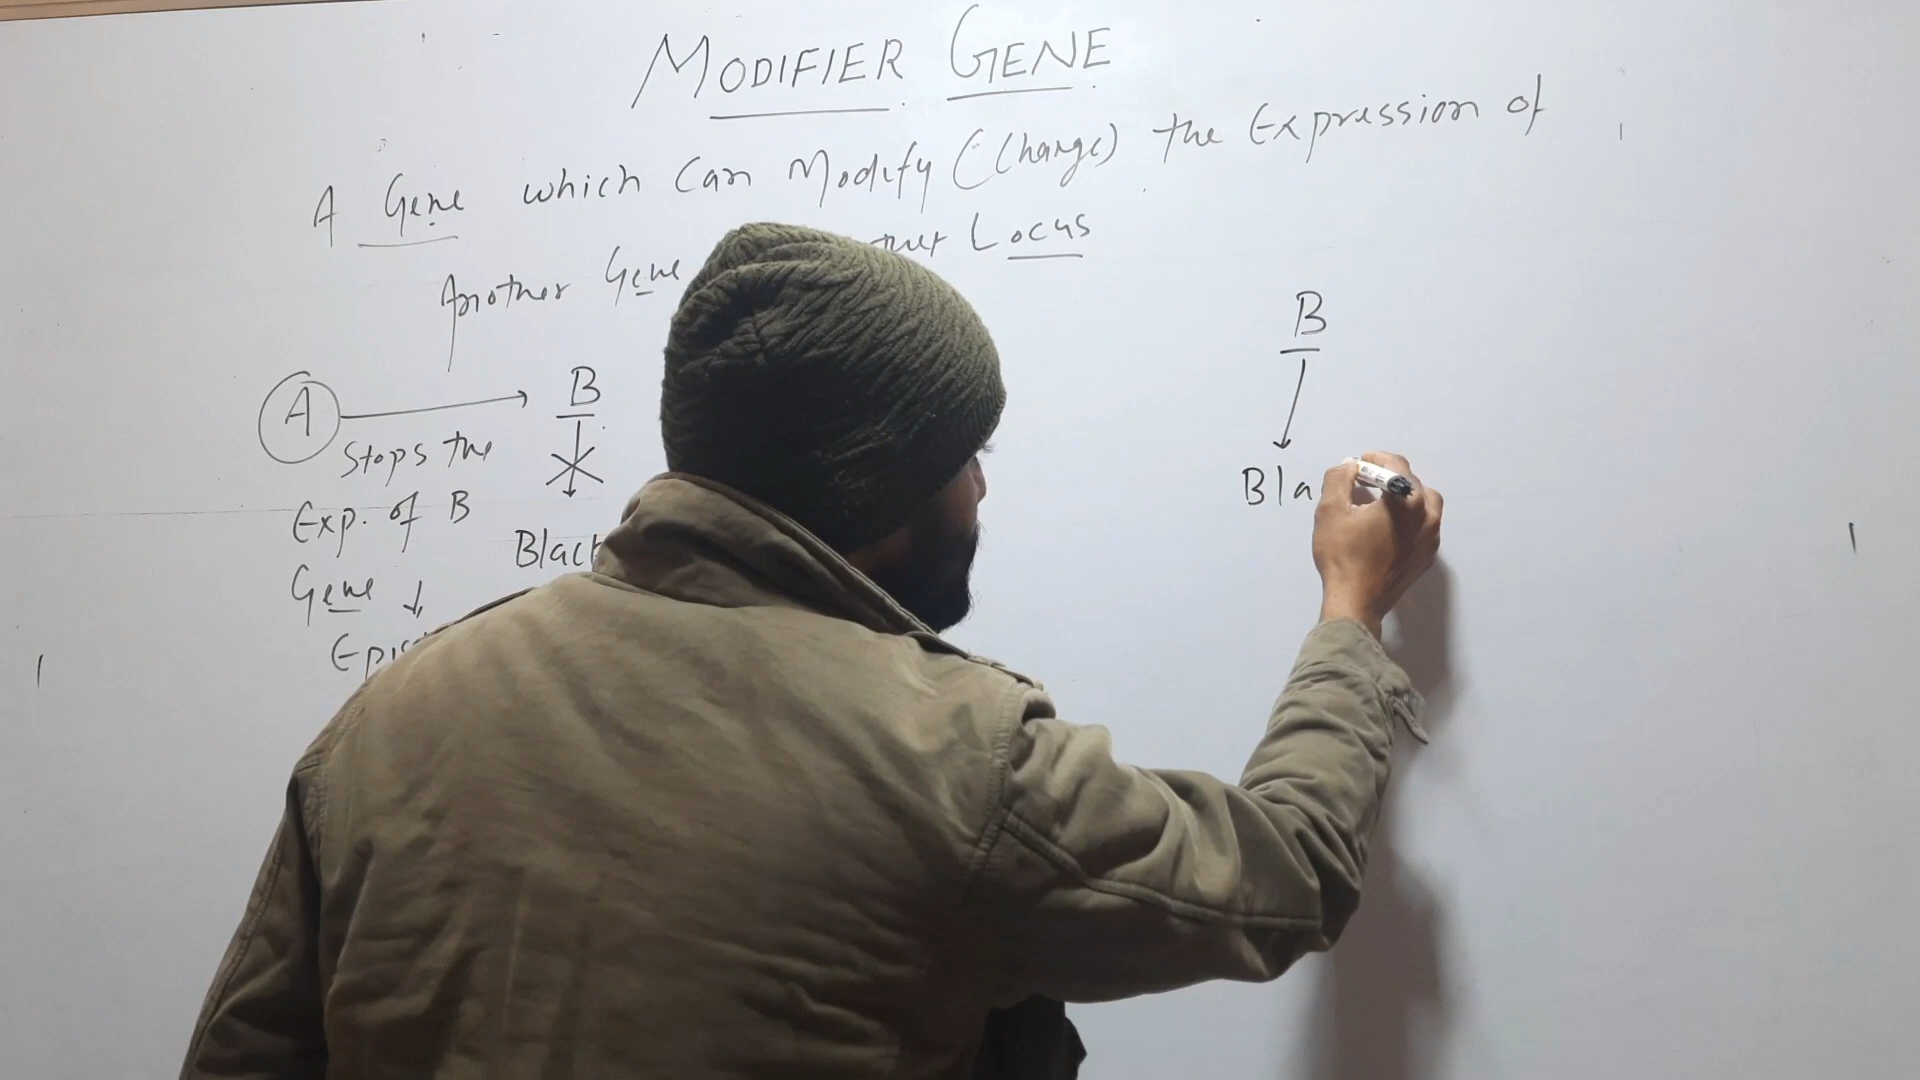 MODIFIER GENE
A Gene which Can Modify (Change) the Expression of
Another Gene Locus
A B
Stops the
Exp. of B
Gene ↓
Black
B
Bla